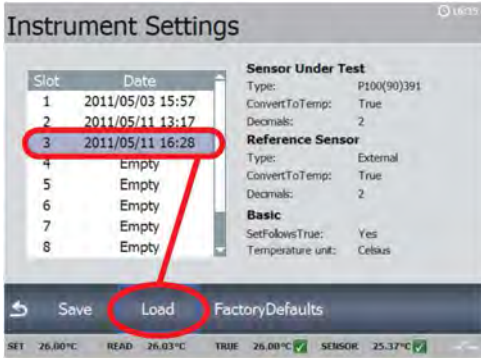 Instrument Settings
16:35
Slot Date
1 2011/05/03 15:57
2 2011/05/11 13:17
3 2011/05/11 16:28
4 Empty
5 Empty
6 Empty
7 Empty
8 Empty
Sensor Under Test
Type: P100(90)391
ConvertToTemp: True
Decimals: 2
Reference Sensor
Type: External
ConvertToTemp: True
Decimals: 2
Basic
SetFollowsTrue: Yes
Temperature unit: Celsius
Save Load FactoryDefaults
SET 26.00°C READ 26.03°C TRUE 26.00°C SENSOR 25.37°C